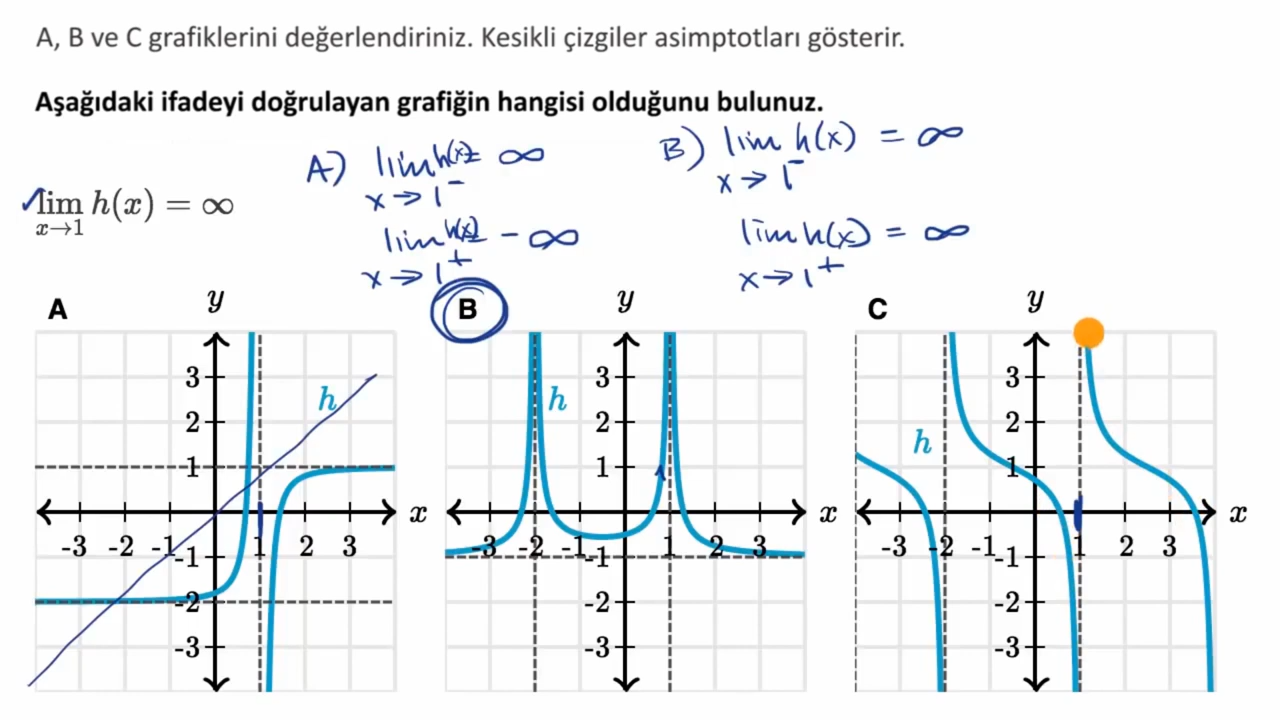 A, B ve C grafiklerini değerlendiriniz. Kesikli çizgiler asimptotları gösterir.
Aşağıdaki ifadeyi doğrulayan grafiğin hangisi olduğunu bulunuz.
lim h(x) = ∞
x→1
A) lim h(x) = ∞
x → 1⁻
lim h(x) = -∞
x → 1⁺
B) lim h(x) = ∞
x → 1⁻
lim h(x) = ∞
x → 1⁺
A
y
h
3
2
1
x
-3 -2 -1 1 2 3
-1
-2
-3
B
y
h
3
2
1
x
-3 -2 -1 1 2 3
-1
-2
-3
C
y
h
3
2
1
x
-3 -2 -1 1 2 3
-1
-2
-3